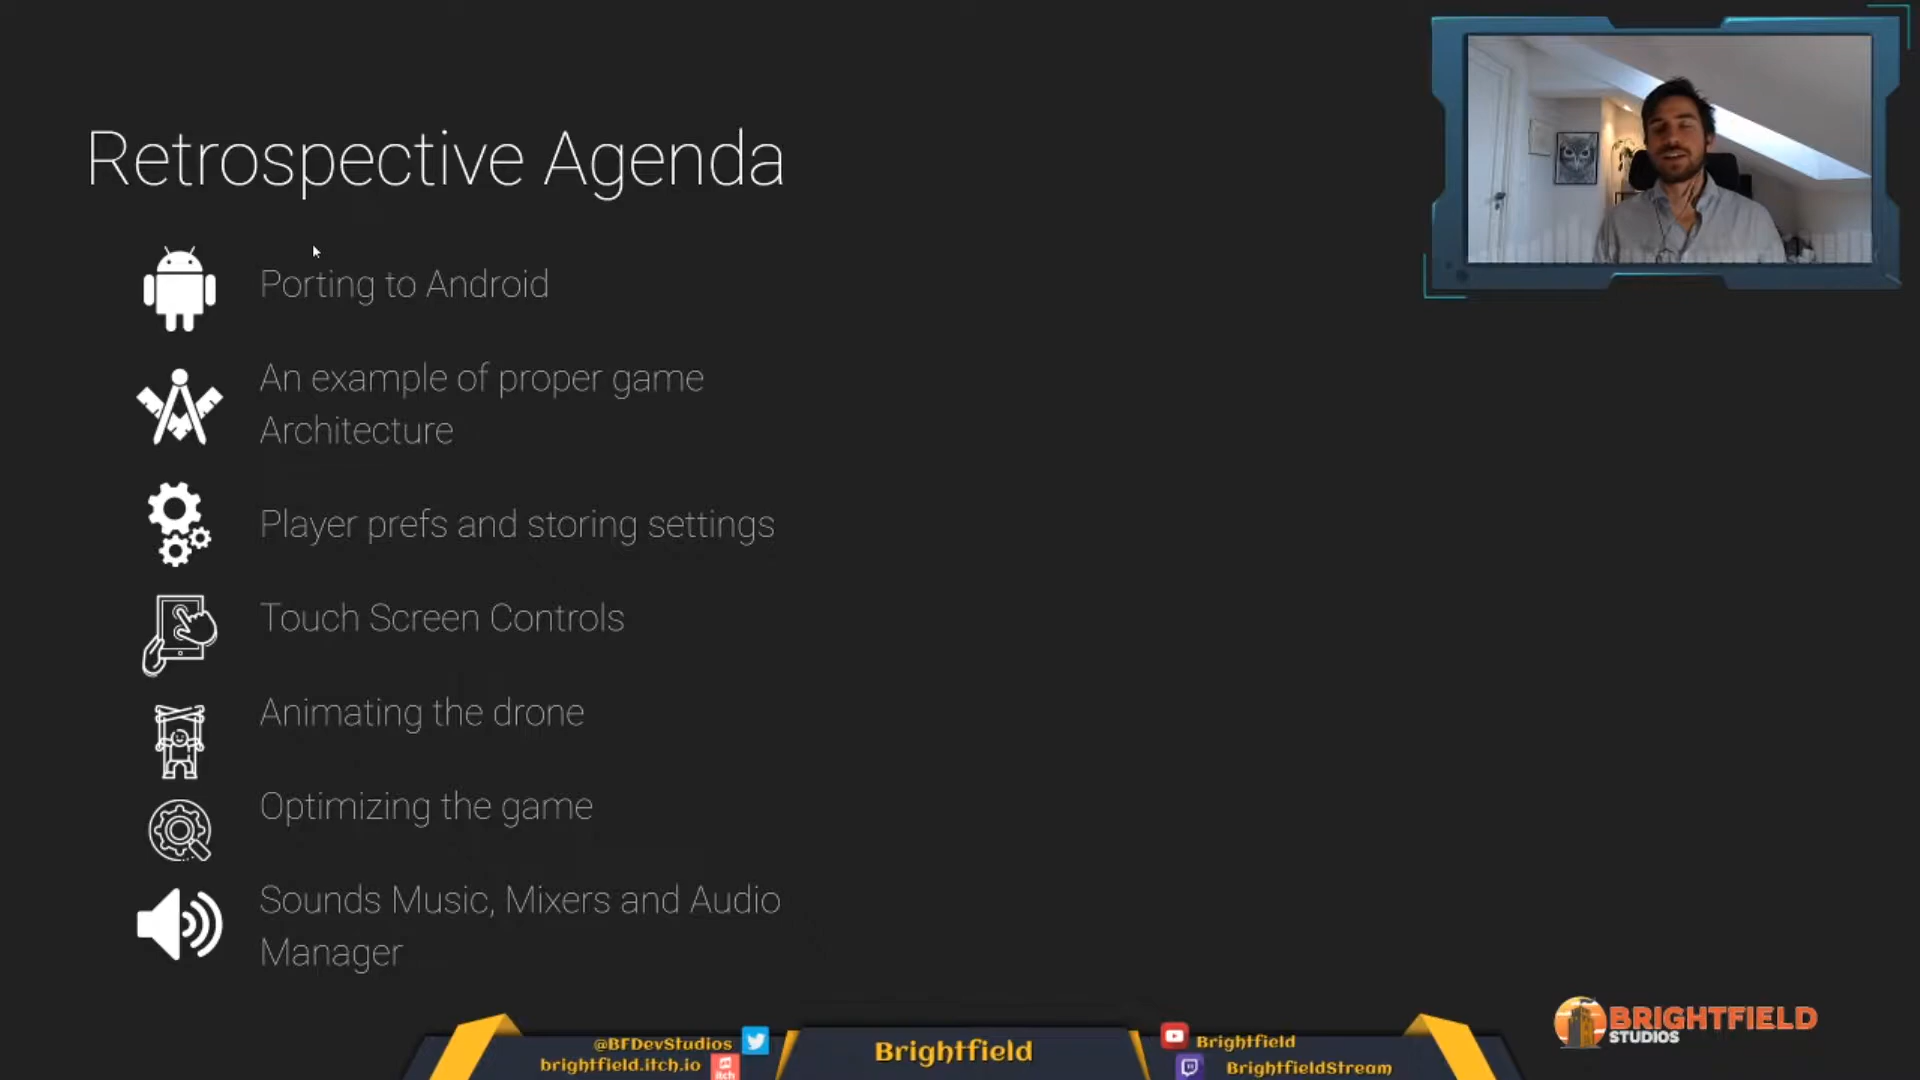 Retrospective Agenda
Porting to Android
An example of proper game
Architecture
Player prefs and storing settings
Touch Screen Controls
Animating the drone
Optimizing the game
Sounds Music, Mixers and Audio
Manager
@BFDevStudios
brightfield.itch.io
itch
Brightfield
Brightfield
BrightfieldStream
BRIGHTFIELD
STUDIOS